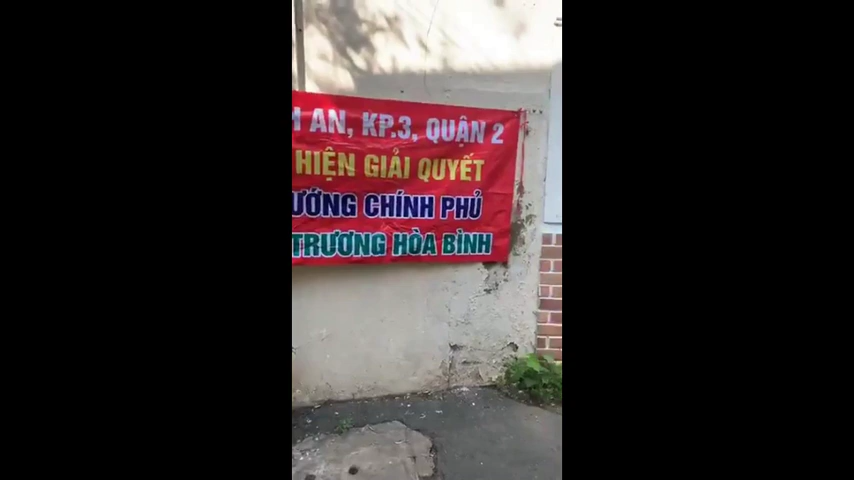 AN, KP.3, QUẬN 2
HIỆN GIẢI QUYẾT
ƯỚNG CHÍNH PHỦ
TRƯƠNG HÒA BÌNH